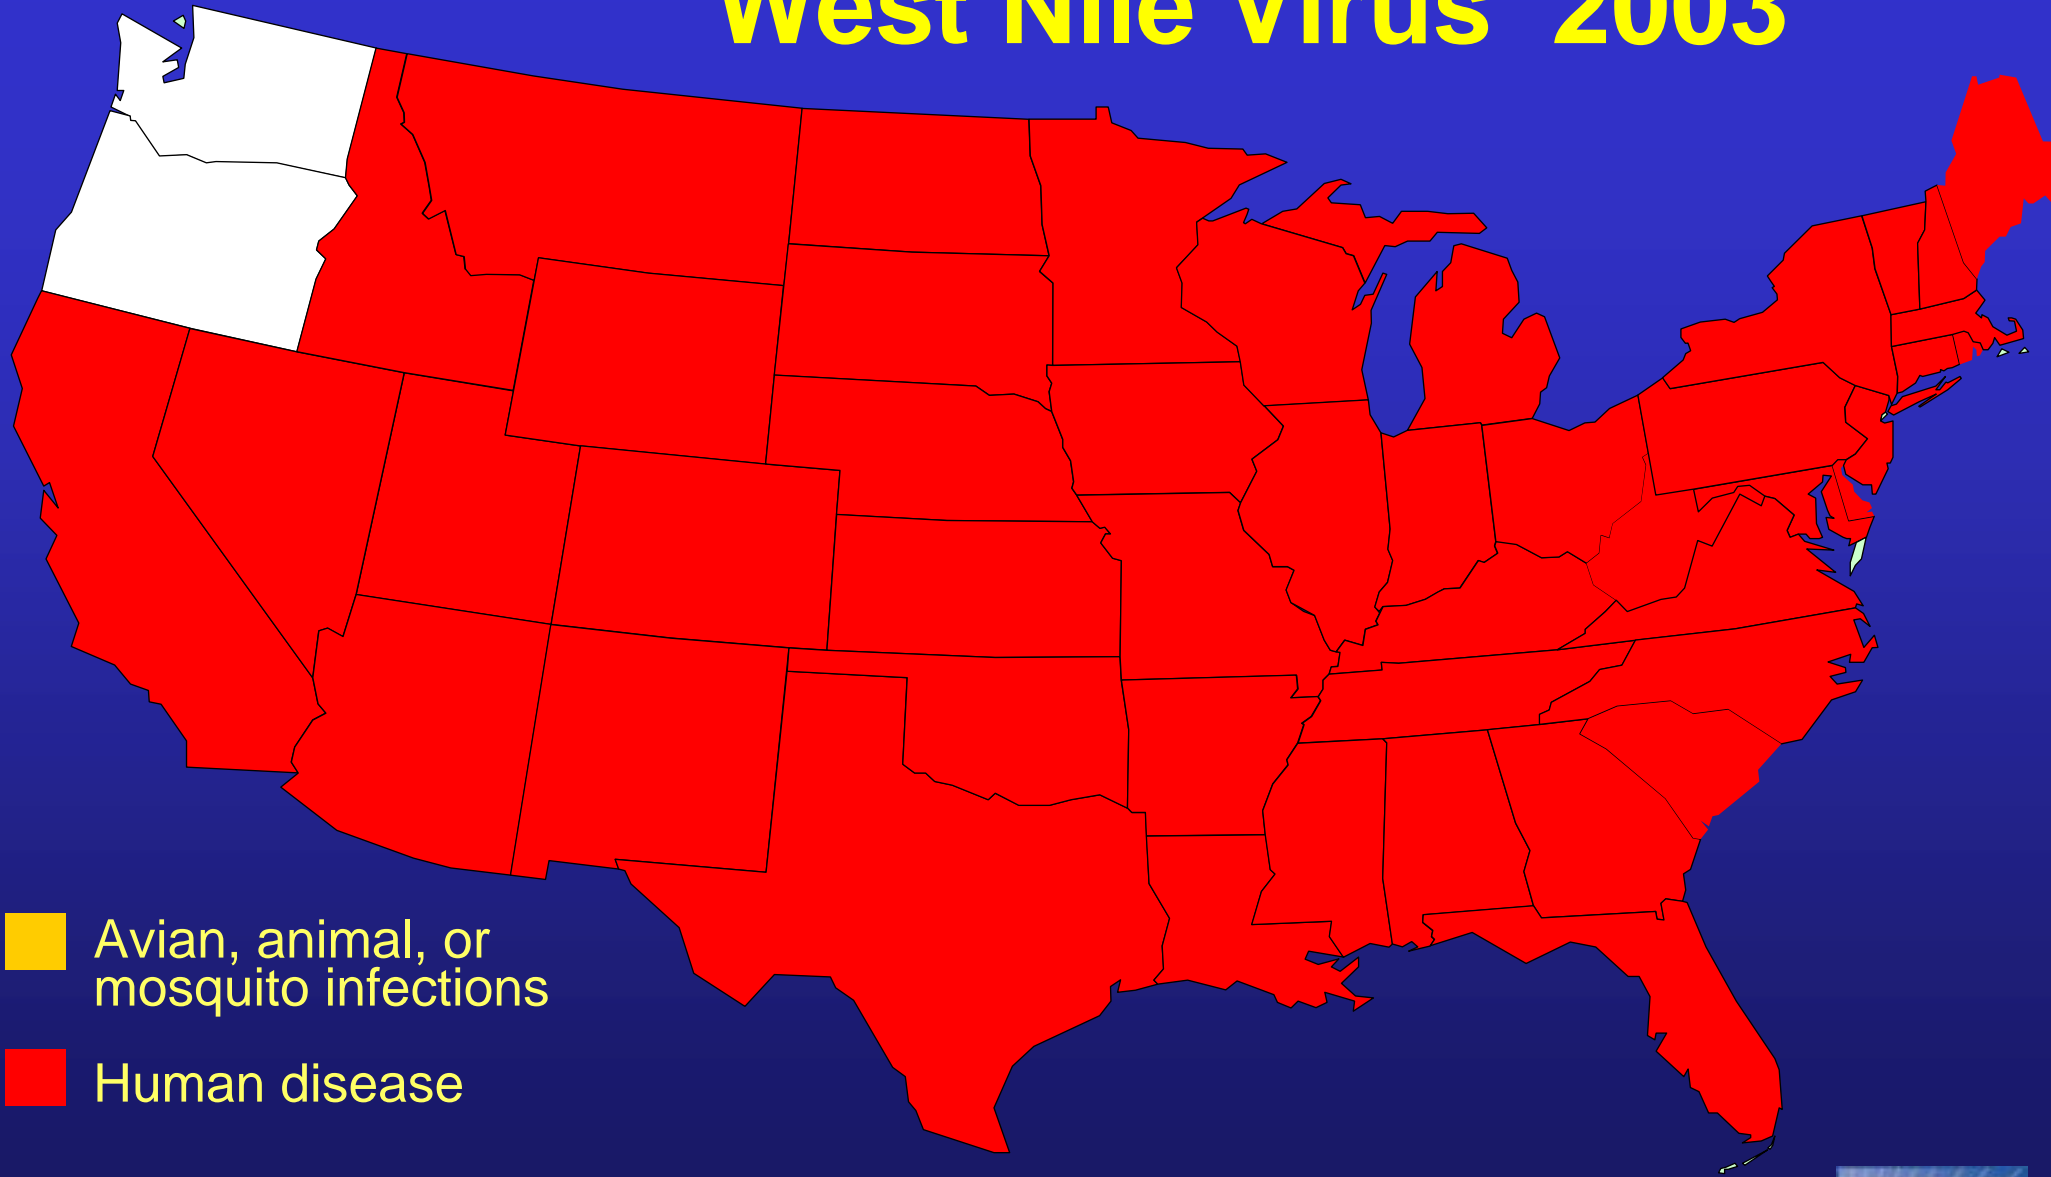 West Nile Virus 2003
Avian, animal, or
mosquito infections
Human disease